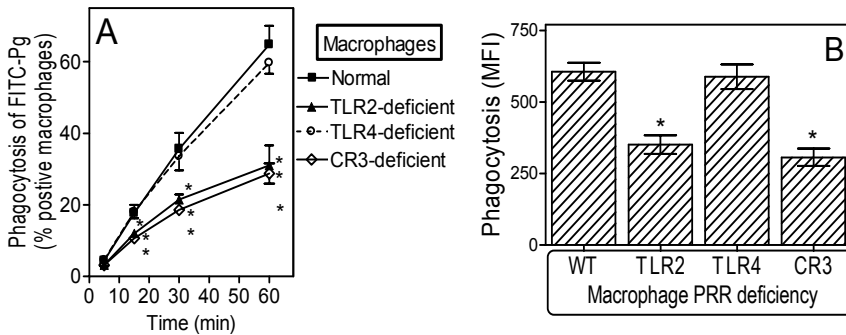 A
Phagocytosis of FITC-Pg
(% postive macrophages)
60
40
20
0
0 10 20 30 40 50 60
Time (min)
*
*
*
*
*
*
*
*
*
Macrophages
Normal
TLR2-deficient
TLR4-deficient
CR3-deficient
B
Phagocytosis (MFI)
750
500
250
0
*
*
WT TLR2 TLR4 CR3
Macrophage PRR deficiency